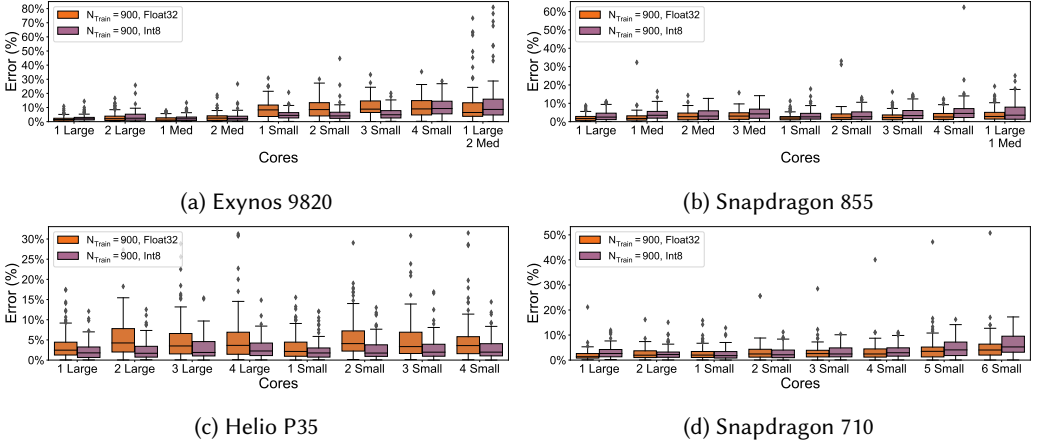 80%
70%
60%
50%
40%
30%
20%
10%
0%
Error (%)
N_Train = 900, Float32
N_Train = 900, Int8
1 Large 2 Large 1 Med 2 Med 1 Small 2 Small 3 Small 4 Small 1 Large
2 Med
Cores
(a) Exynos 9820
60%
50%
40%
30%
20%
10%
0%
Error (%)
N_Train = 900, Float32
N_Train = 900, Int8
1 Large 1 Med 2 Med 3 Med 1 Small 2 Small 3 Small 4 Small 1 Large
1 Med
Cores
(b) Snapdragon 855
30%
25%
20%
15%
10%
5%
0%
Error (%)
N_Train = 900, Float32
N_Train = 900, Int8
1 Large 2 Large 3 Large 4 Large 1 Small 2 Small 3 Small 4 Small
Cores
(c) Helio P35
50%
40%
30%
20%
10%
0%
Error (%)
N_Train = 900, Float32
N_Train = 900, Int8
1 Large 2 Large 1 Small 2 Small 3 Small 4 Small 5 Small 6 Small
Cores
(d) Snapdragon 710